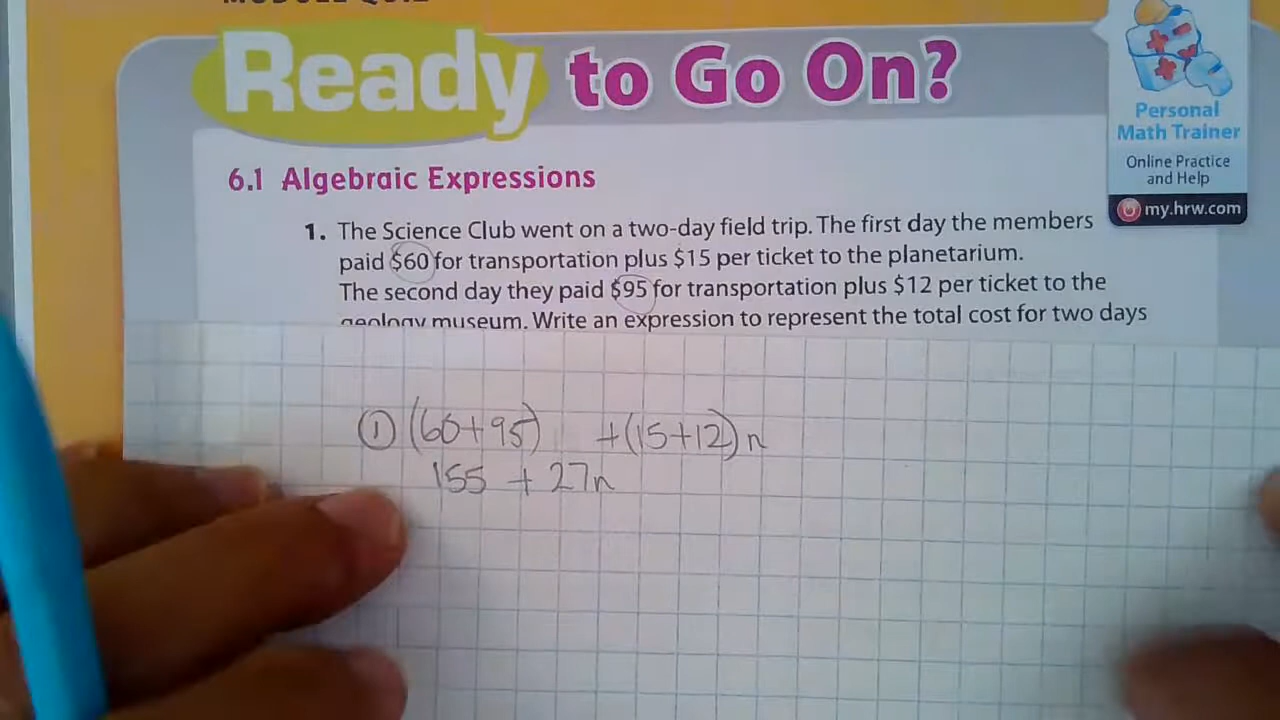 Ready to Go On?
Personal
Math Trainer
Online Practice
and Help
my.hrw.com
6.1 Algebraic Expressions
1. The Science Club went on a two-day field trip. The first day the members
paid $60 for transportation plus $15 per ticket to the planetarium.
The second day they paid $95 for transportation plus $12 per ticket to the
geology museum. Write an expression to represent the total cost for two days
① (60+95) +(15+12)n
155 + 27n